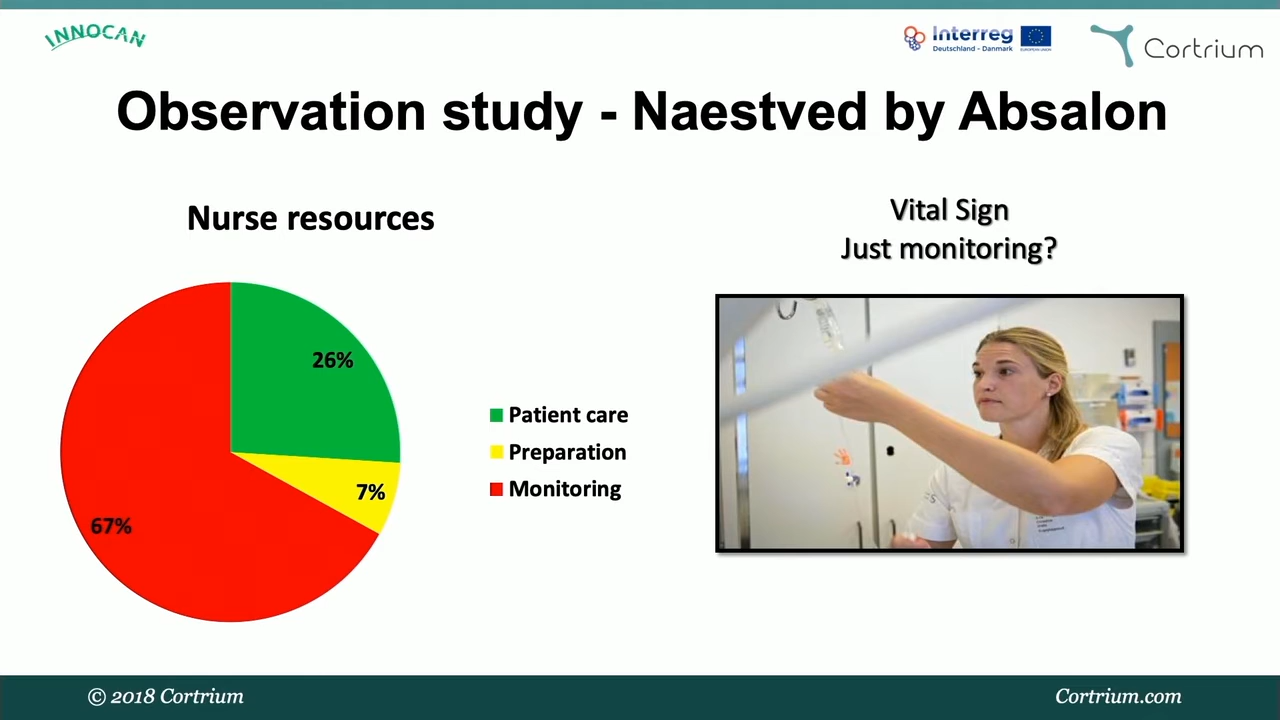 INNOCAN
Interreg
Deutschland - Danmark
EUROPEAN UNION
Cortrium
Observation study - Naestved by Absalon
Nurse resources
Vital Sign
Just monitoring?
26%
7%
67%
Patient care
Preparation
Monitoring
© 2018 Cortrium
Cortrium.com